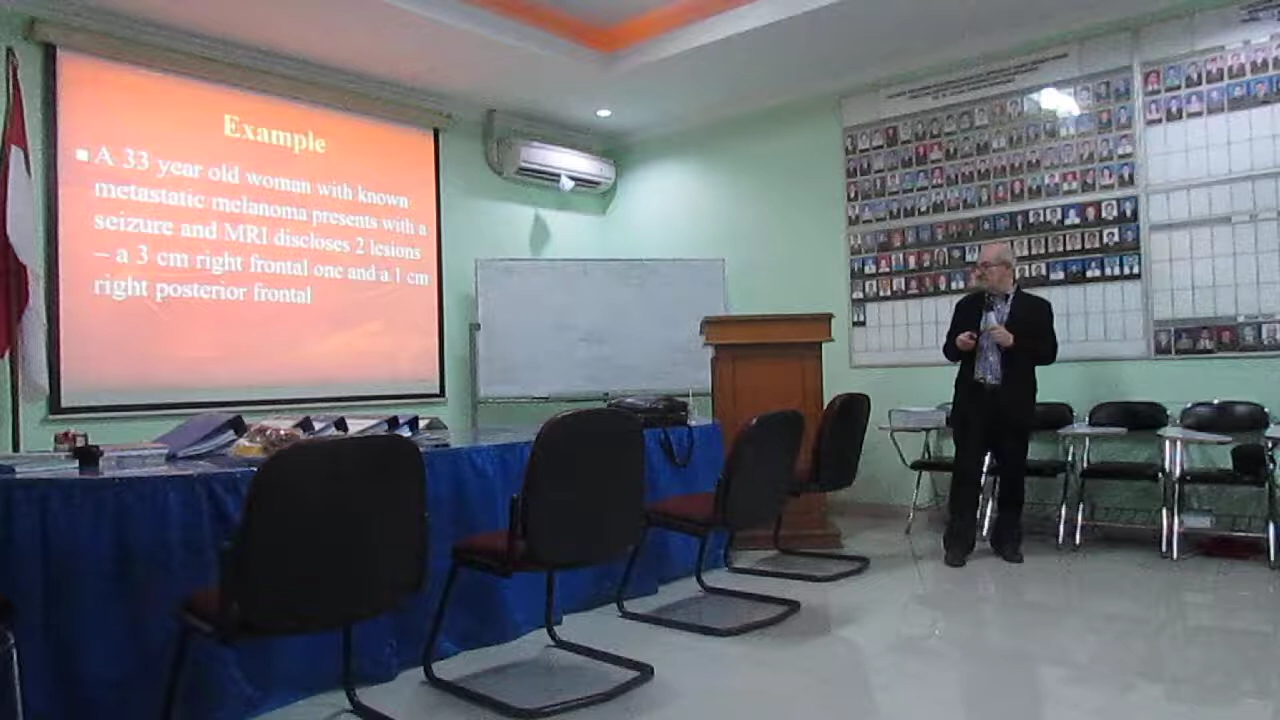 Example
A 33 year old woman with known
metastatic melanoma presents with a
seizure and MRI discloses 2 lesions
– a 3 cm right frontal one and a 1 cm
right posterior frontal